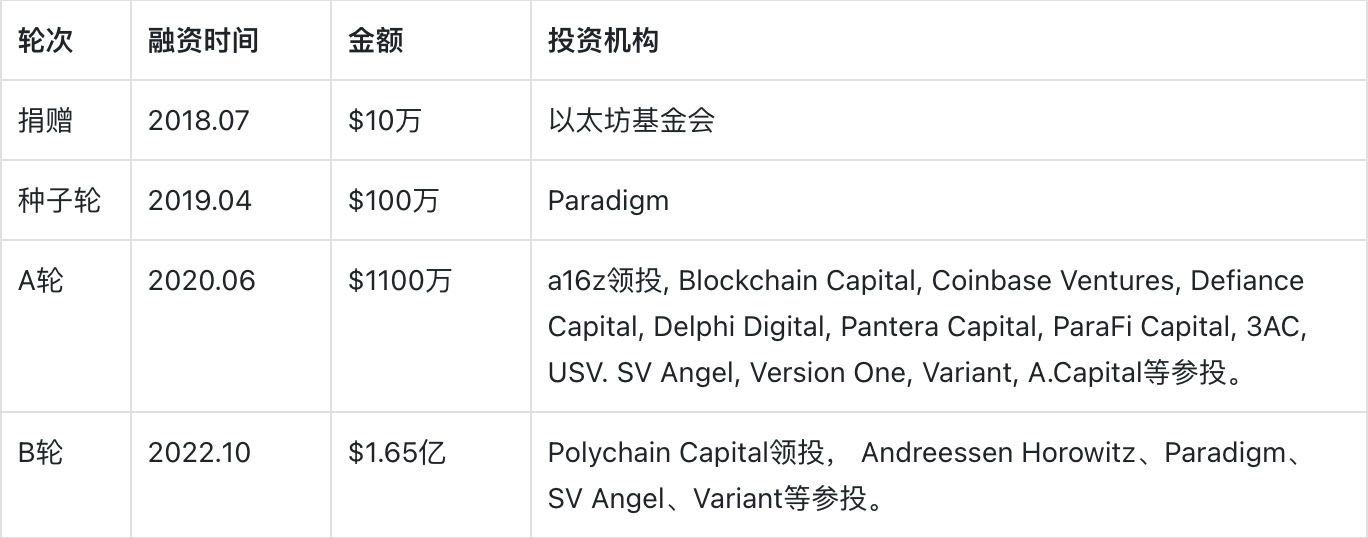 轮次 融资时间 金额 投资机构
捐赠 2018.07 $10万 以太坊基金会
种子轮 2019.04 $100万 Paradigm
A轮 2020.06 $1100万 a16z领投, Blockchain Capital, Coinbase Ventures, Defiance
Capital, Delphi Digital, Pantera Capital, ParaFi Capital, 3AC,
USV. SV Angel, Version One, Variant, A.Capital等参投。
B轮 2022.10 $1.65亿 Polychain Capital领投， Andreessen Horowitz、Paradigm、
SV Angel、Variant等参投。